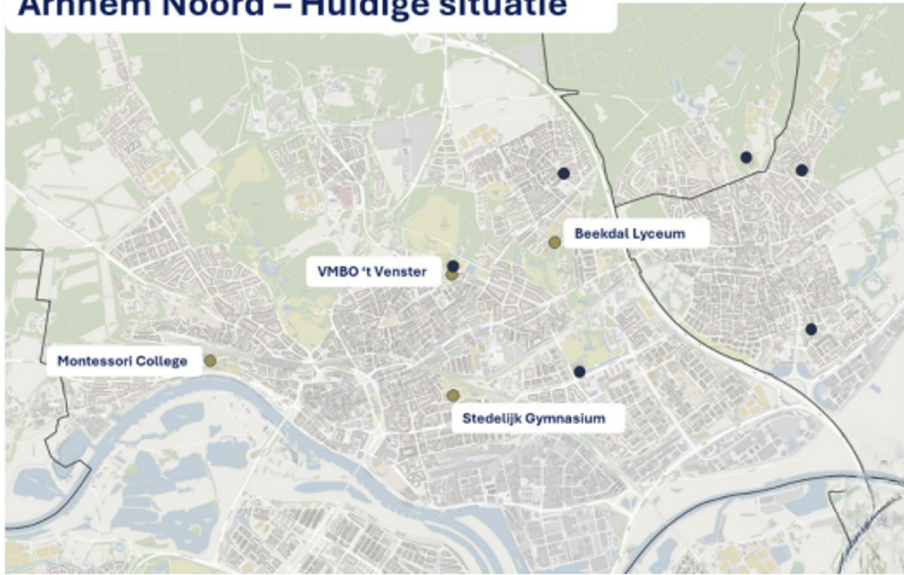 Arnhem Noord – Huidige situatie
Beekdal Lyceum
VMBO ‘t Venster
Montessori College
Stedelijk Gymnasium